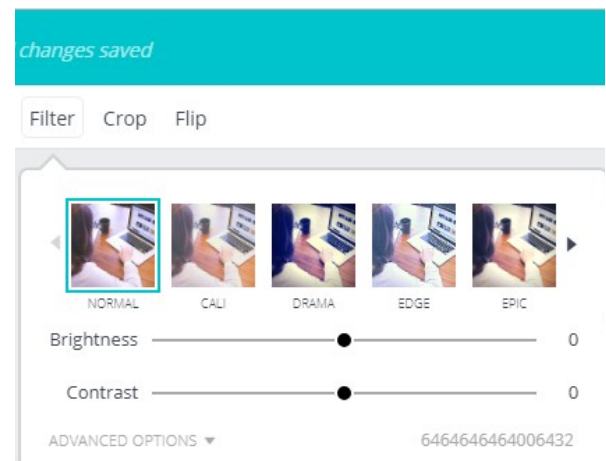 changes saved
Filter Crop Flip
NORMAL CALI DRAMA EDGE EPIC
Brightness 0
Contrast 0
ADVANCED OPTIONS 6464646464006432